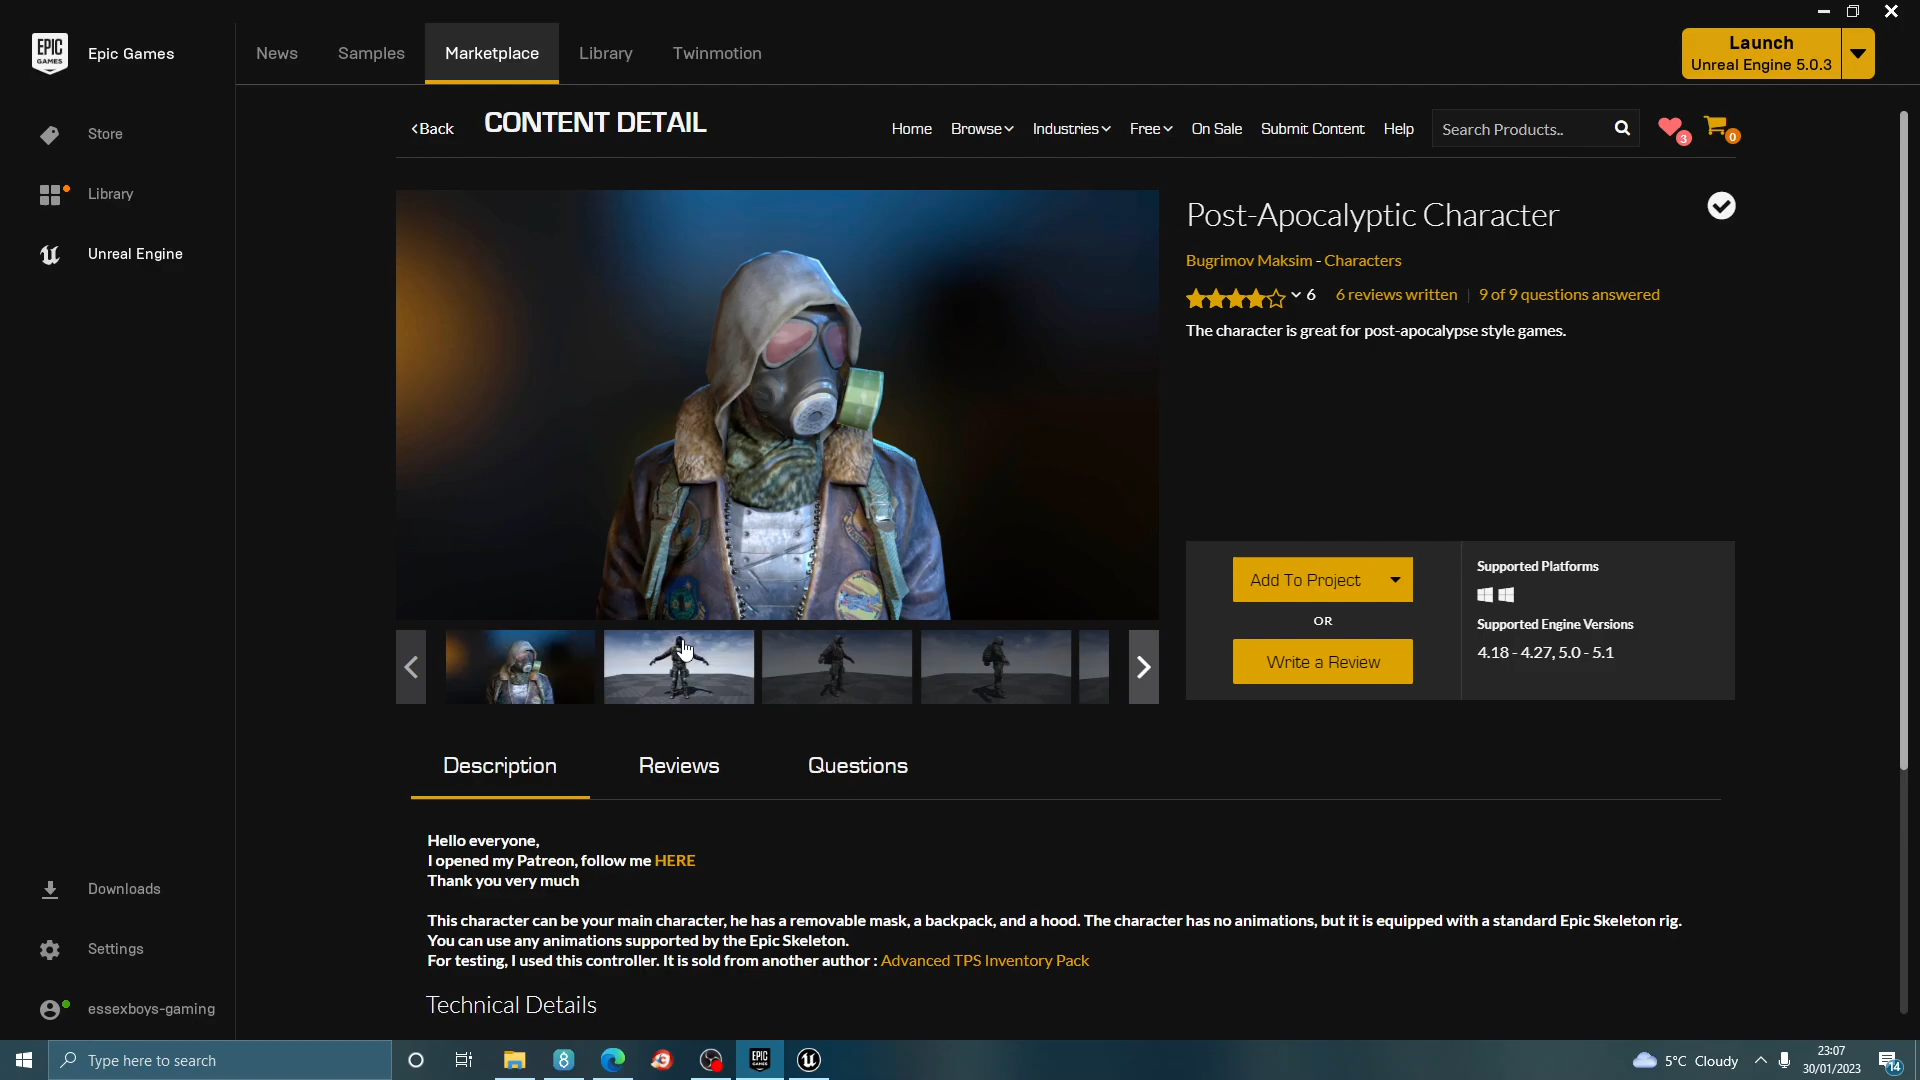 EPIC GAMES
Epic Games
News
Samples
Marketplace
Library
Twinmotion
Launch
Unreal Engine 5.0.3
Store
Library
Unreal Engine
Downloads
Settings
essexboys-gaming
<Back
CONTENT DETAIL
Home
Browse
Industries
Free
On Sale
Submit Content
Help
Search Products..
3
0
Post-Apocalyptic Character
Bugrimov Maksim - Characters
6
6 reviews written
9 of 9 questions answered
The character is great for post-apocalypse style games.
Add To Project
OR
Write a Review
Supported Platforms
Supported Engine Versions
4.18 - 4.27, 5.0 - 5.1
Description
Reviews
Questions
Hello everyone,
I opened my Patreon, follow me HERE
Thank you very much
This character can be your main character, he has a removable mask, a backpack, and a hood. The character has no animations, but it is equipped with a standard Epic Skeleton rig.
You can use any animations supported by the Epic Skeleton.
For testing, I used this controller. It is sold from another author : Advanced TPS Inventory Pack
Technical Details
Type here to search
8
EPIC GAMES
5°C Cloudy
23:07
30/01/2023
14